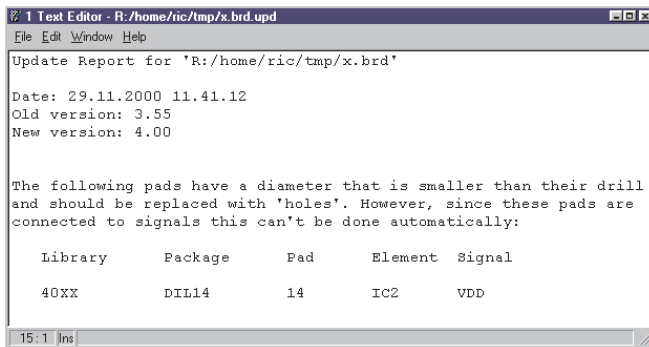 1 Text Editor - R:/home/ric/tmp/x.brd.upd
File Edit Window Help
Update Report for 'R:/home/ric/tmp/x.brd'
Date: 29.11.2000 11.41.12
Old version: 3.55
New version: 4.00
The following pads have a diameter that is smaller than their drill
and should be replaced with 'holes'. However, since these pads are
connected to signals this can't be done automatically:
Library Package Pad Element Signal
40XX DIL14 14 IC2 VDD
15:1 Ins